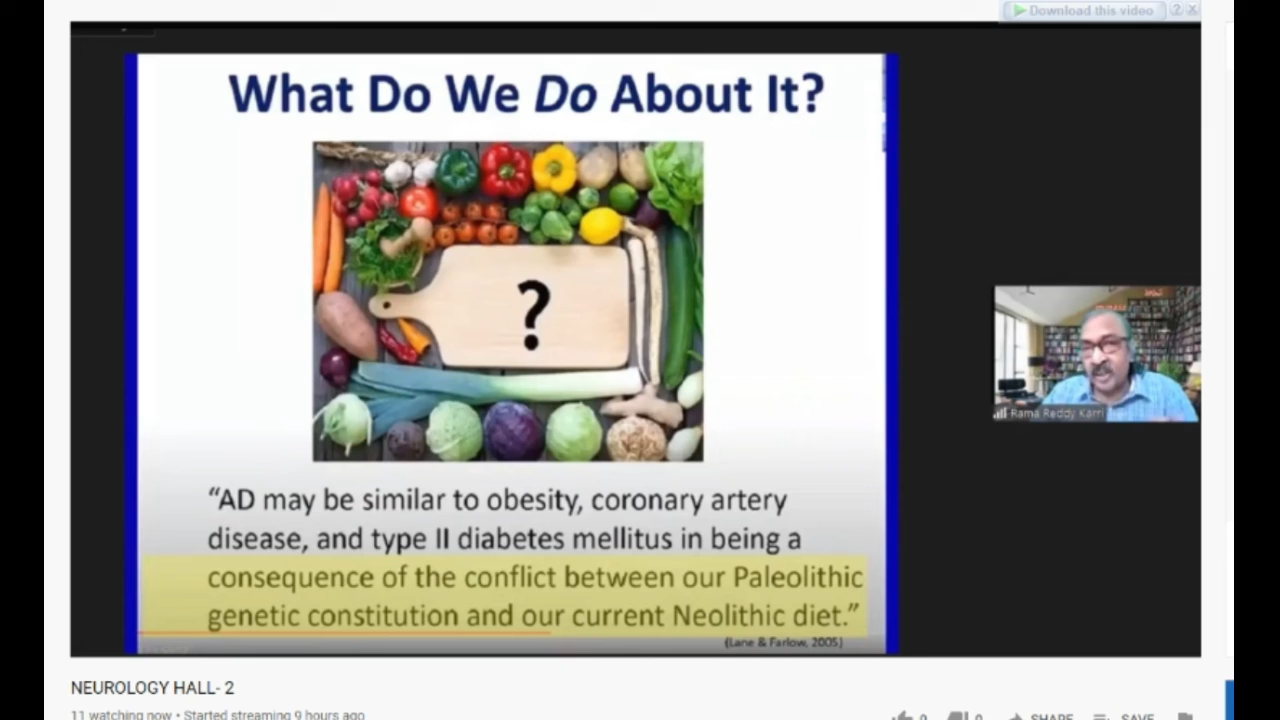 Download this video ? X
What Do We Do About It?
?
“AD may be similar to obesity, coronary artery
disease, and type II diabetes mellitus in being a
consequence of the conflict between our Paleolithic
genetic constitution and our current Neolithic diet.”
(Lane & Farlow, 2005)
Rama Reddy Karri
NEUROLOGY HALL- 2
11 watching now • Started streaming 9 hours ago
0 0 SHARE SAVE